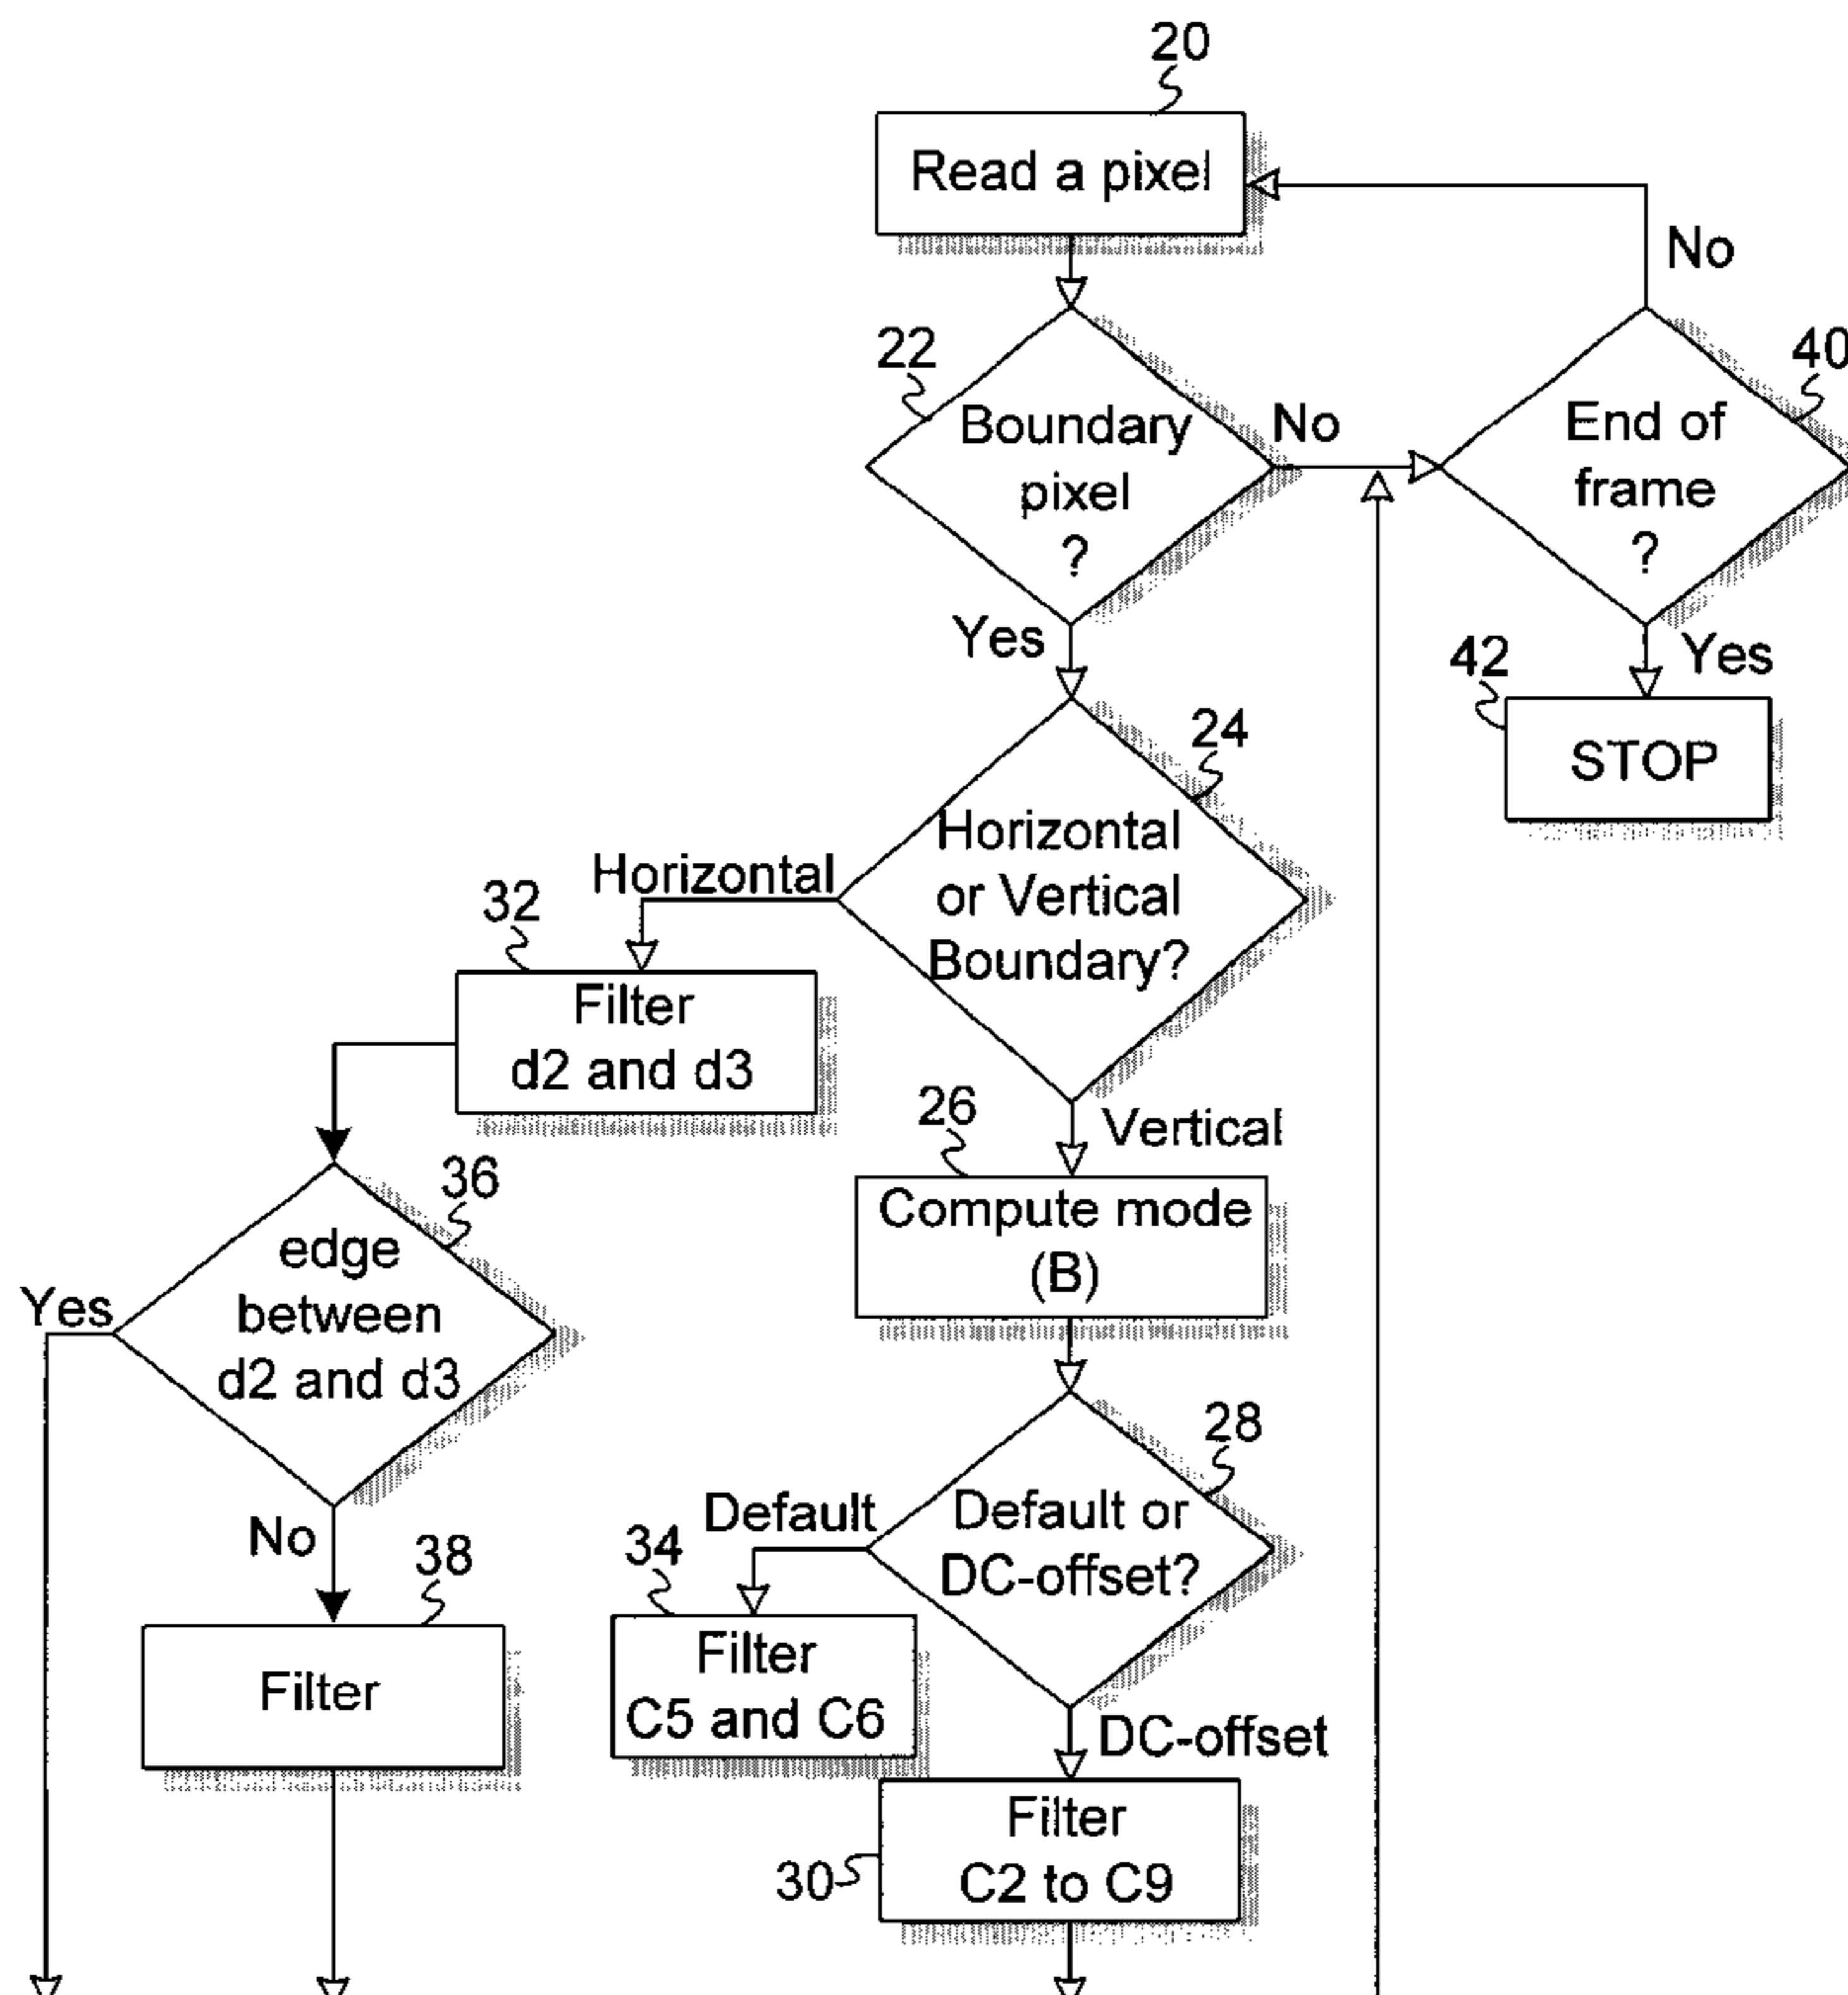 20
Read a pixel
No
22
Boundary
pixel
?
No
40
End of
frame
?
Yes
42
Yes
STOP
24
Horizontal
or Vertical
Boundary?
Horizontal
32
Filter
d2 and d3
26
Vertical
Compute mode
(B)
36
edge
between
d2 and d3
Yes
No
28
Default or
DC-offset?
Default
34
Filter
C5 and C6
38
Filter
DC-offset
30
Filter
C2 to C9